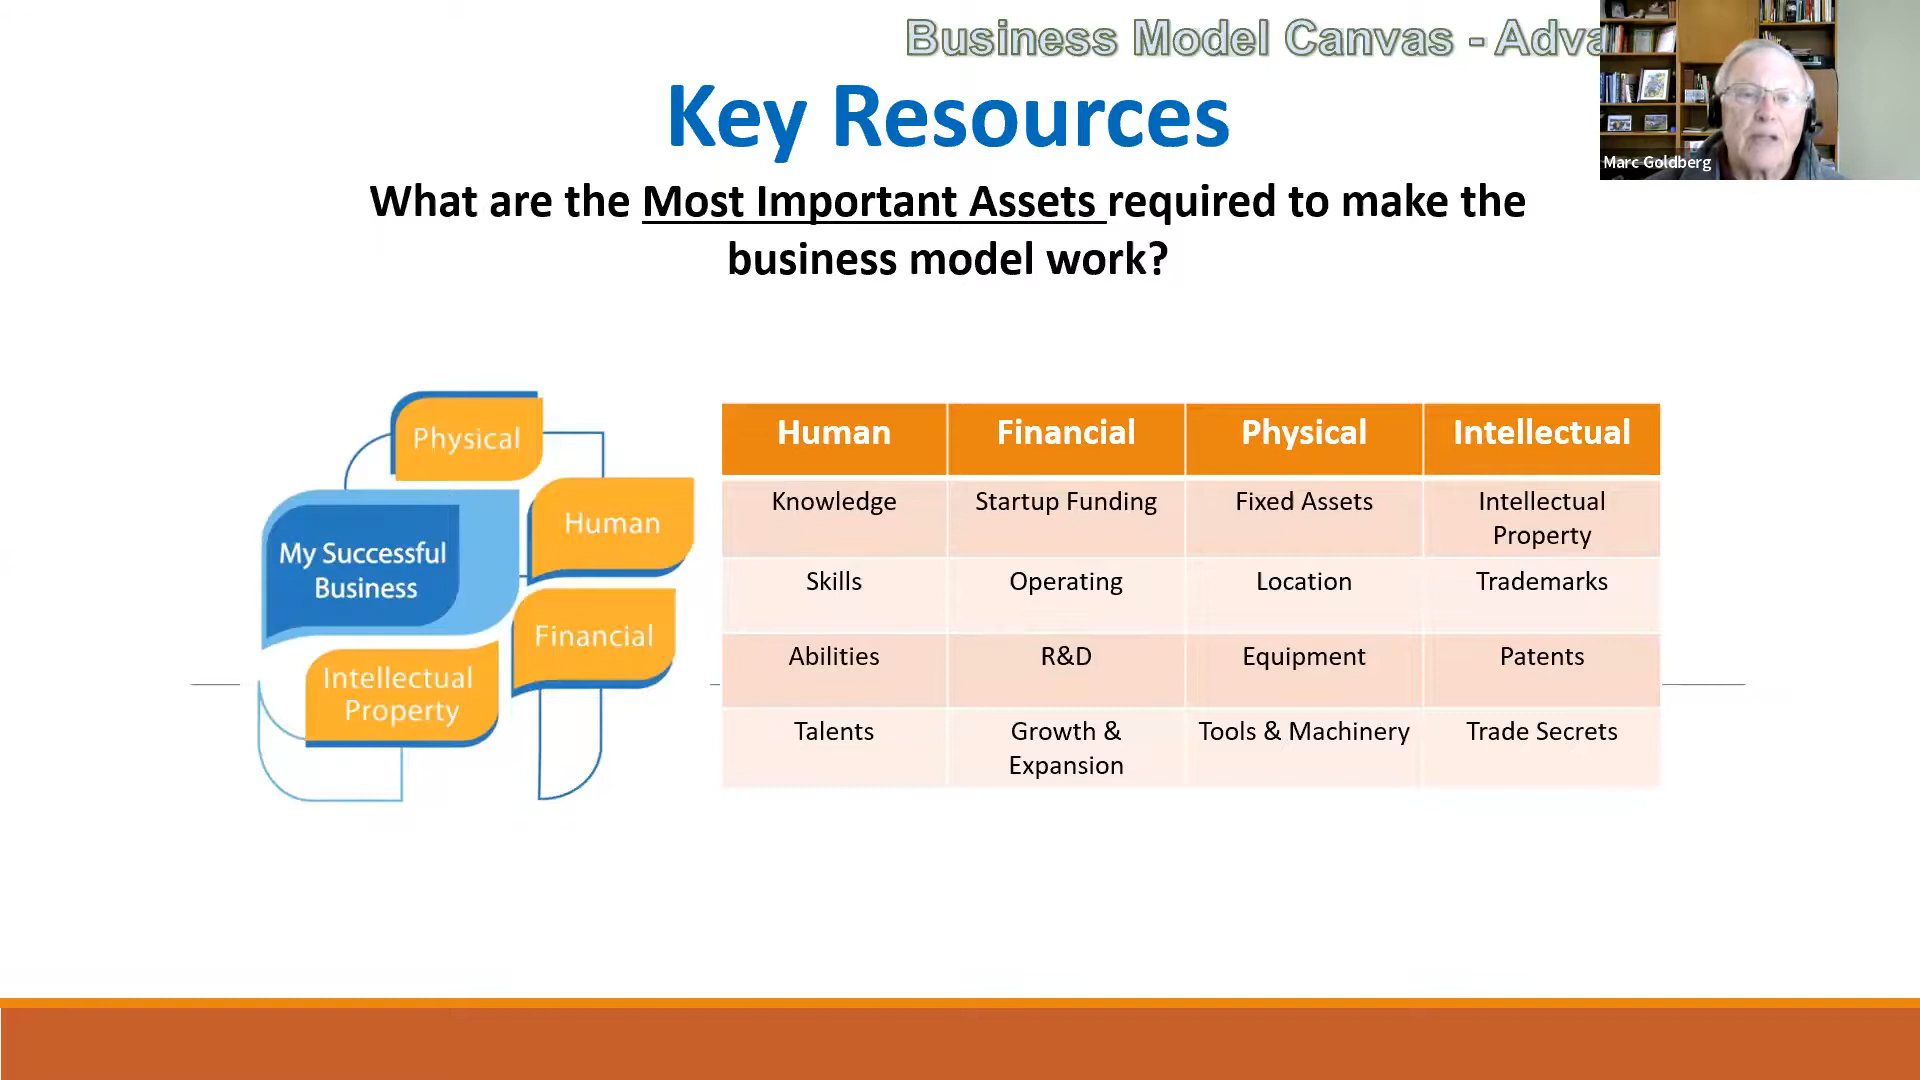 Business Model Canvas - Adva
Key Resources
What are the Most Important Assets required to make the
business model work?
Marc Goldberg
Physical
Human
My Successful
Business
Financial
Intellectual
Property
Human Financial Physical Intellectual
Knowledge Startup Funding Fixed Assets Intellectual
Property
Skills Operating Location Trademarks
Abilities R&D Equipment Patents
Talents Growth & Tools & Machinery Trade Secrets
Expansion